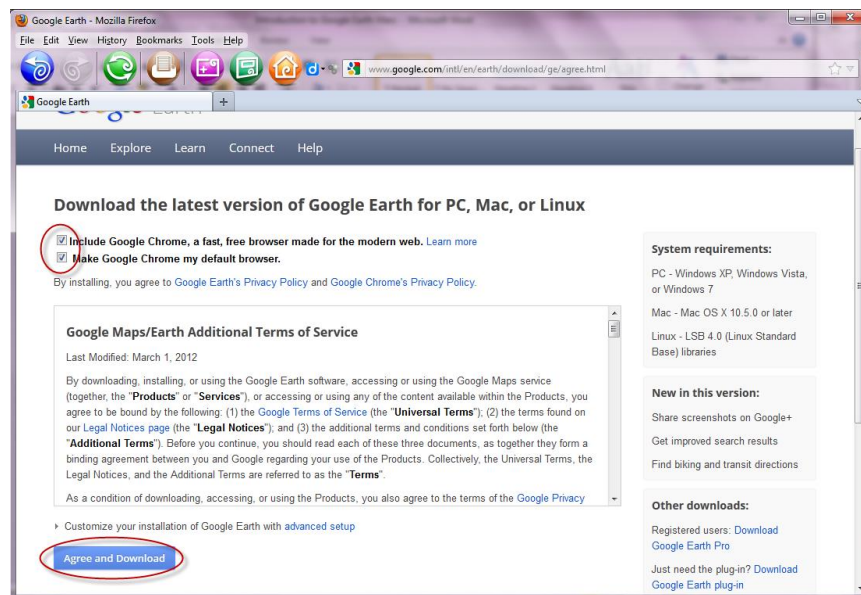 Google Earth - Mozilla Firefox
File Edit View History Bookmarks Tools Help
www.google.com/intl/en/earth/download/ge/agree.html
Google Earth
Home Explore Learn Connect Help
Download the latest version of Google Earth for PC, Mac, or Linux
Include Google Chrome, a fast, free browser made for the modern web. Learn more
Make Google Chrome my default browser.
By installing, you agree to Google Earth's Privacy Policy and Google Chrome's Privacy Policy.
Google Maps/Earth Additional Terms of Service
Last Modified: March 1, 2012
By downloading, installing, or using the Google Earth software, accessing or using the Google Maps service
(together, the "Products" or "Services"), or accessing or using any of the content available within the Products, you
agree to be bound by the following: (1) the Google Terms of Service (the "Universal Terms"); (2) the terms found on
our Legal Notices page (the "Legal Notices"); and (3) the additional terms and conditions set forth below (the
"Additional Terms"). Before you continue, you should read each of these three documents, as together they form a
binding agreement between you and Google regarding your use of the Products. Collectively, the Universal Terms, the
Legal Notices, and the Additional Terms are referred to as the "Terms".
As a condition of downloading, accessing, or using the Products, you also agree to the terms of the Google Privacy
Customize your installation of Google Earth with advanced setup
Agree and Download
System requirements:
PC - Windows XP, Windows Vista,
or Windows 7
Mac - Mac OS X 10.5.0 or later
Linux - LSB 4.0 (Linux Standard
Base) libraries
New in this version:
Share screenshots on Google+
Get improved search results
Find biking and transit directions
Other downloads:
Registered users: Download
Google Earth Pro
Just need the plug-in? Download
Google Earth plug-in